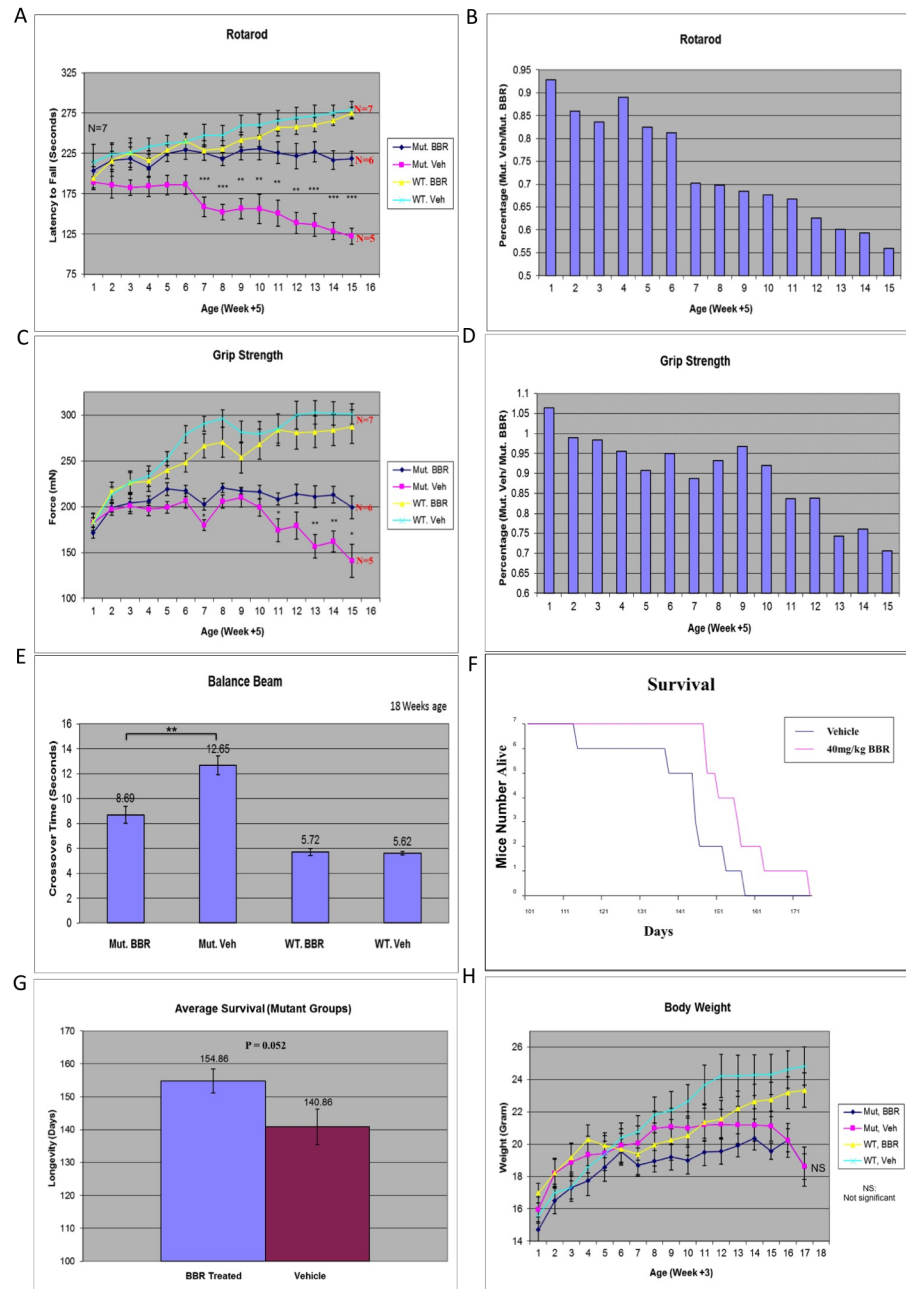 A
Rotarod
Latency to Fall (Seconds)
325
275
225
175
125
75
N=7
N=7
N=6
N=5
***
***
**
**
**
**
***
***
***
1 2 3 4 5 6 7 8 9 10 11 12 13 14 15 16
Age (Week +5)
Mut. BBR
Mut. Veh
WT. BBR
WT. Veh
B
Rotarod
Percentage (Mut. Veh/Mut. BBR)
0.95
0.9
0.85
0.8
0.75
0.7
0.65
0.6
0.55
0.5
1 2 3 4 5 6 7 8 9 10 11 12 13 14 15
Age (Week +5)
C
Grip Strength
Force (mN)
300
250
200
150
100
N=7
N=6
N=5
*
*
**
**
*
1 2 3 4 5 6 7 8 9 10 11 12 13 14 15 16
Age (Week +5)
Mut. BBR
Mut. Veh
WT. BBR
WT. Veh
D
Grip Strength
Percentage (Mut. Veh/ Mut. BBR)
1.1
1.05
1
0.95
0.9
0.85
0.8
0.75
0.7
0.65
0.6
1 2 3 4 5 6 7 8 9 10 11 12 13 14 15
Age (Week +5)
E
Balance Beam
18 Weeks age
Crossover Time (Seconds)
16
14
12
10
8
6
4
2
0
**
8.69
12.65
5.72
5.62
Mut. BBR Mut. Veh WT. BBR WT. Veh
F
Survival
Mice Number Alive
7
6
5
4
3
2
1
0
101 111 121 131 141 151 161 171
Days
Vehicle
40mg/kg BBR
G
Average Survival (Mutant Groups)
P = 0.052
Longevity (Days)
170
160
150
140
130
120
110
100
154.86
140.86
BBR Treated Vehicle
H
Body Weight
Weight (Gram)
26
24
22
20
18
16
14
NS
1 2 3 4 5 6 7 8 9 10 11 12 13 14 15 16 17 18
Age (Week +3)
Mut, BBR
Mut, Veh
WT, BBR
WT, Veh
NS:
Not significant